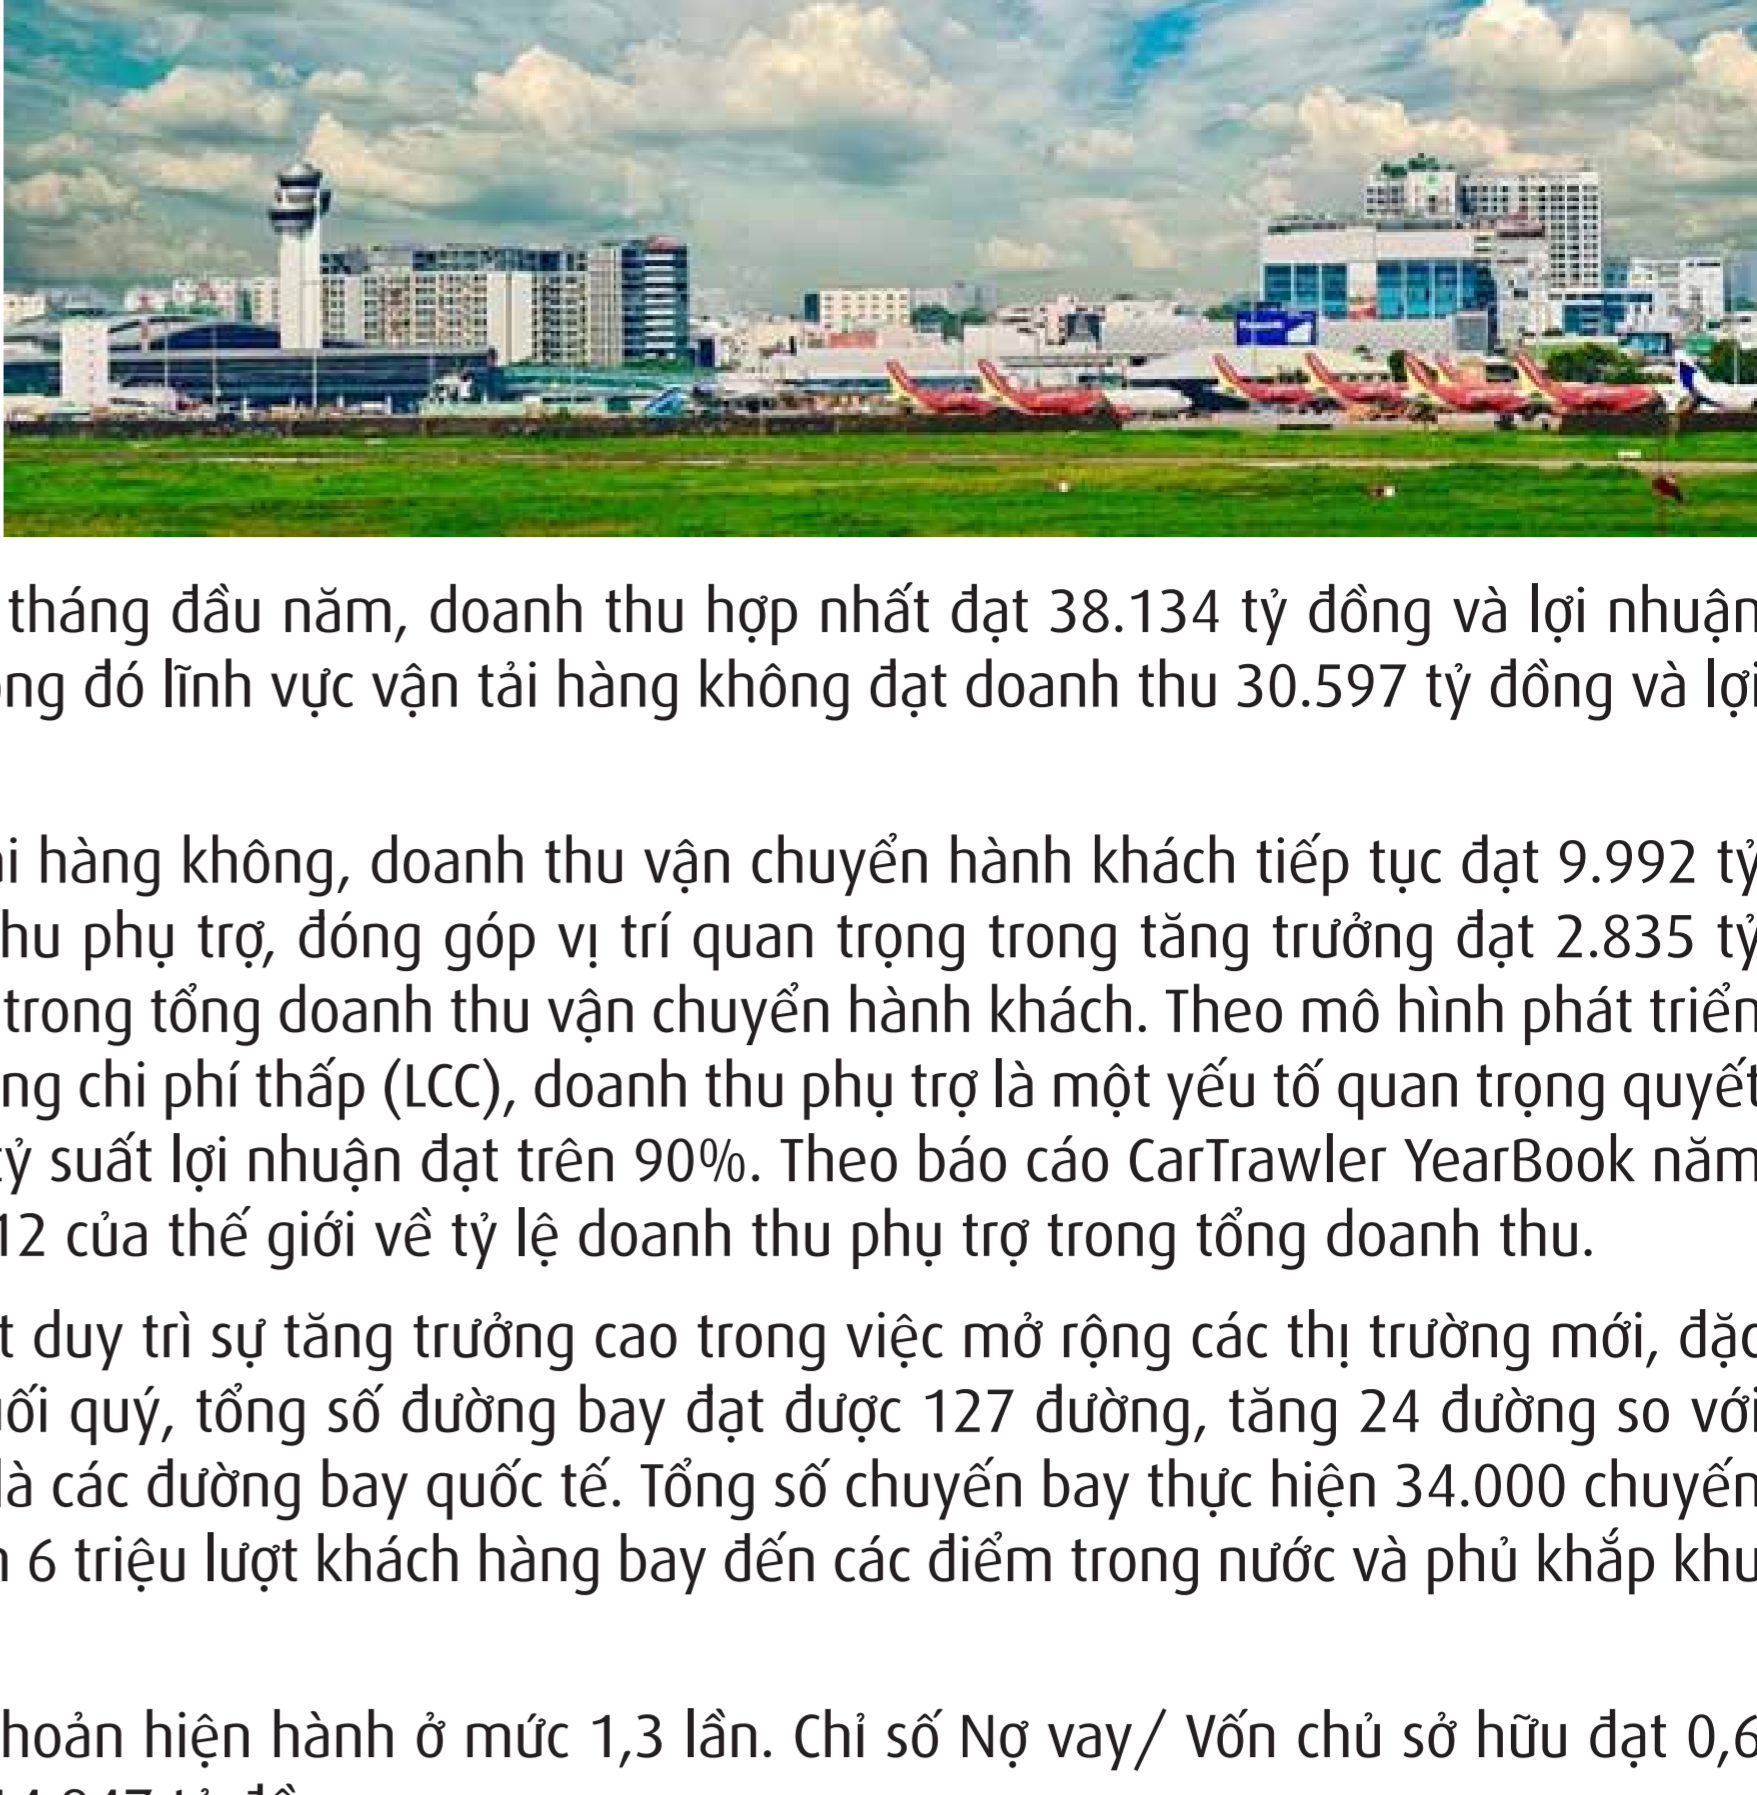 tháng đầu năm, doanh thu hợp nhất đạt 38.134 tỷ đồng và lợi nhuận
đó lĩnh vực vận tải hàng không đạt doanh thu 30.597 tỷ đồng và lợi
hàng không, doanh thu vận chuyển hành khách tiếp tục đạt 9.992 tỷ
phụ trợ, đóng góp vị trí quan trọng trong tăng trưởng đạt 2.835 tỷ
trong tổng doanh thu vận chuyển hành khách. Theo mô hình phát triển
chi phí thấp (LCC), doanh thu phụ trợ là một yếu tố quan trọng quyết
tỷ suất lợi nhuận đạt trên 90%. Theo báo cáo CarTrawler YearBook năm
12 của thế giới về tỷ lệ doanh thu phụ trợ trong tổng doanh thu.
duy trì sự tăng trưởng cao trong việc mở rộng các thị trường mới, đặc
quý, tổng số đường bay đạt được 127 đường, tăng 24 đường so với
là các đường bay quốc tế. Tổng số chuyến bay thực hiện 34.000 chuyến
6 triệu lượt khách hàng bay đến các điểm trong nước và phủ khắp khu
hiện hành ở mức 1,3 lần. Chỉ số Nợ vay/ Vốn chủ sở hữu đạt 0,6